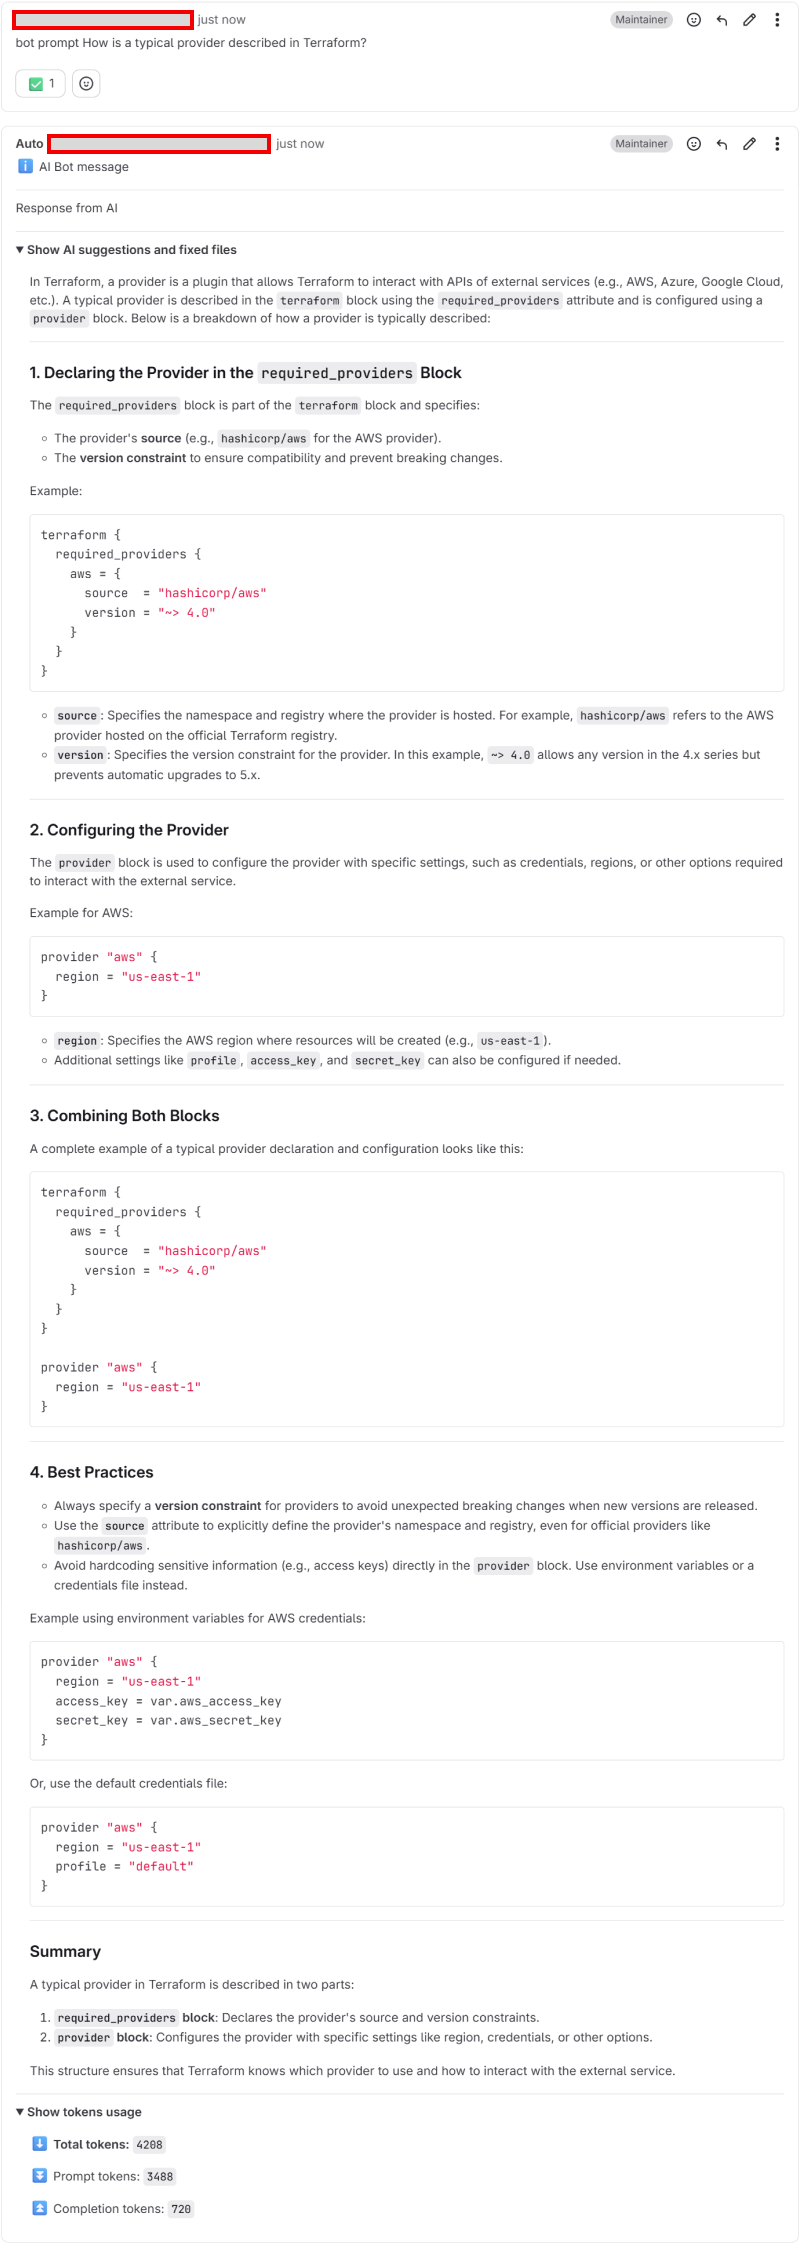 just now Maintainer
bot prompt How is a typical provider described in Terraform?
✅ 1
Auto just now Maintainer
ℹ️ AI Bot message
Response from AI
▼ Show AI suggestions and fixed files
In Terraform, a provider is a plugin that allows Terraform to interact with APIs of external services (e.g., AWS, Azure, Google Cloud,
etc.). A typical provider is described in the terraform block using the required_providers attribute and is configured using a
provider block. Below is a breakdown of how a provider is typically described:
1. Declaring the Provider in the required_providers Block
The required_providers block is part of the terraform block and specifies:
◦ The provider's source (e.g., hashicorp/aws for the AWS provider).
◦ The version constraint to ensure compatibility and prevent breaking changes.
Example:
terraform {
  required_providers {
    aws = {
      source  = "hashicorp/aws"
      version = "~> 4.0"
    }
  }
}
◦ source: Specifies the namespace and registry where the provider is hosted. For example, hashicorp/aws refers to the AWS
provider hosted on the official Terraform registry.
◦ version: Specifies the version constraint for the provider. In this example, ~> 4.0 allows any version in the 4.x series but
prevents automatic upgrades to 5.x.
2. Configuring the Provider
The provider block is used to configure the provider with specific settings, such as credentials, regions, or other options required
to interact with the external service.
Example for AWS:
provider "aws" {
  region = "us-east-1"
}
◦ region: Specifies the AWS region where resources will be created (e.g., us-east-1).
◦ Additional settings like profile, access_key, and secret_key can also be configured if needed.
3. Combining Both Blocks
A complete example of a typical provider declaration and configuration looks like this:
terraform {
  required_providers {
    aws = {
      source  = "hashicorp/aws"
      version = "~> 4.0"
    }
  }
}
provider "aws" {
  region = "us-east-1"
}
4. Best Practices
◦ Always specify a version constraint for providers to avoid unexpected breaking changes when new versions are released.
◦ Use the source attribute to explicitly define the provider's namespace and registry, even for official providers like
hashicorp/aws.
◦ Avoid hardcoding sensitive information (e.g., access keys) directly in the provider block. Use environment variables or a
credentials file instead.
Example using environment variables for AWS credentials:
provider "aws" {
  region = "us-east-1"
  access_key = var.aws_access_key
  secret_key = var.aws_secret_key
}
Or, use the default credentials file:
provider "aws" {
  region = "us-east-1"
  profile = "default"
}
Summary
A typical provider in Terraform is described in two parts:
1. required_providers block: Declares the provider's source and version constraints.
2. provider block: Configures the provider with specific settings like region, credentials, or other options.
This structure ensures that Terraform knows which provider to use and how to interact with the external service.
▼ Show tokens usage
⬇️ Total tokens: 4208
⏬ Prompt tokens: 3488
⏫ Completion tokens: 720